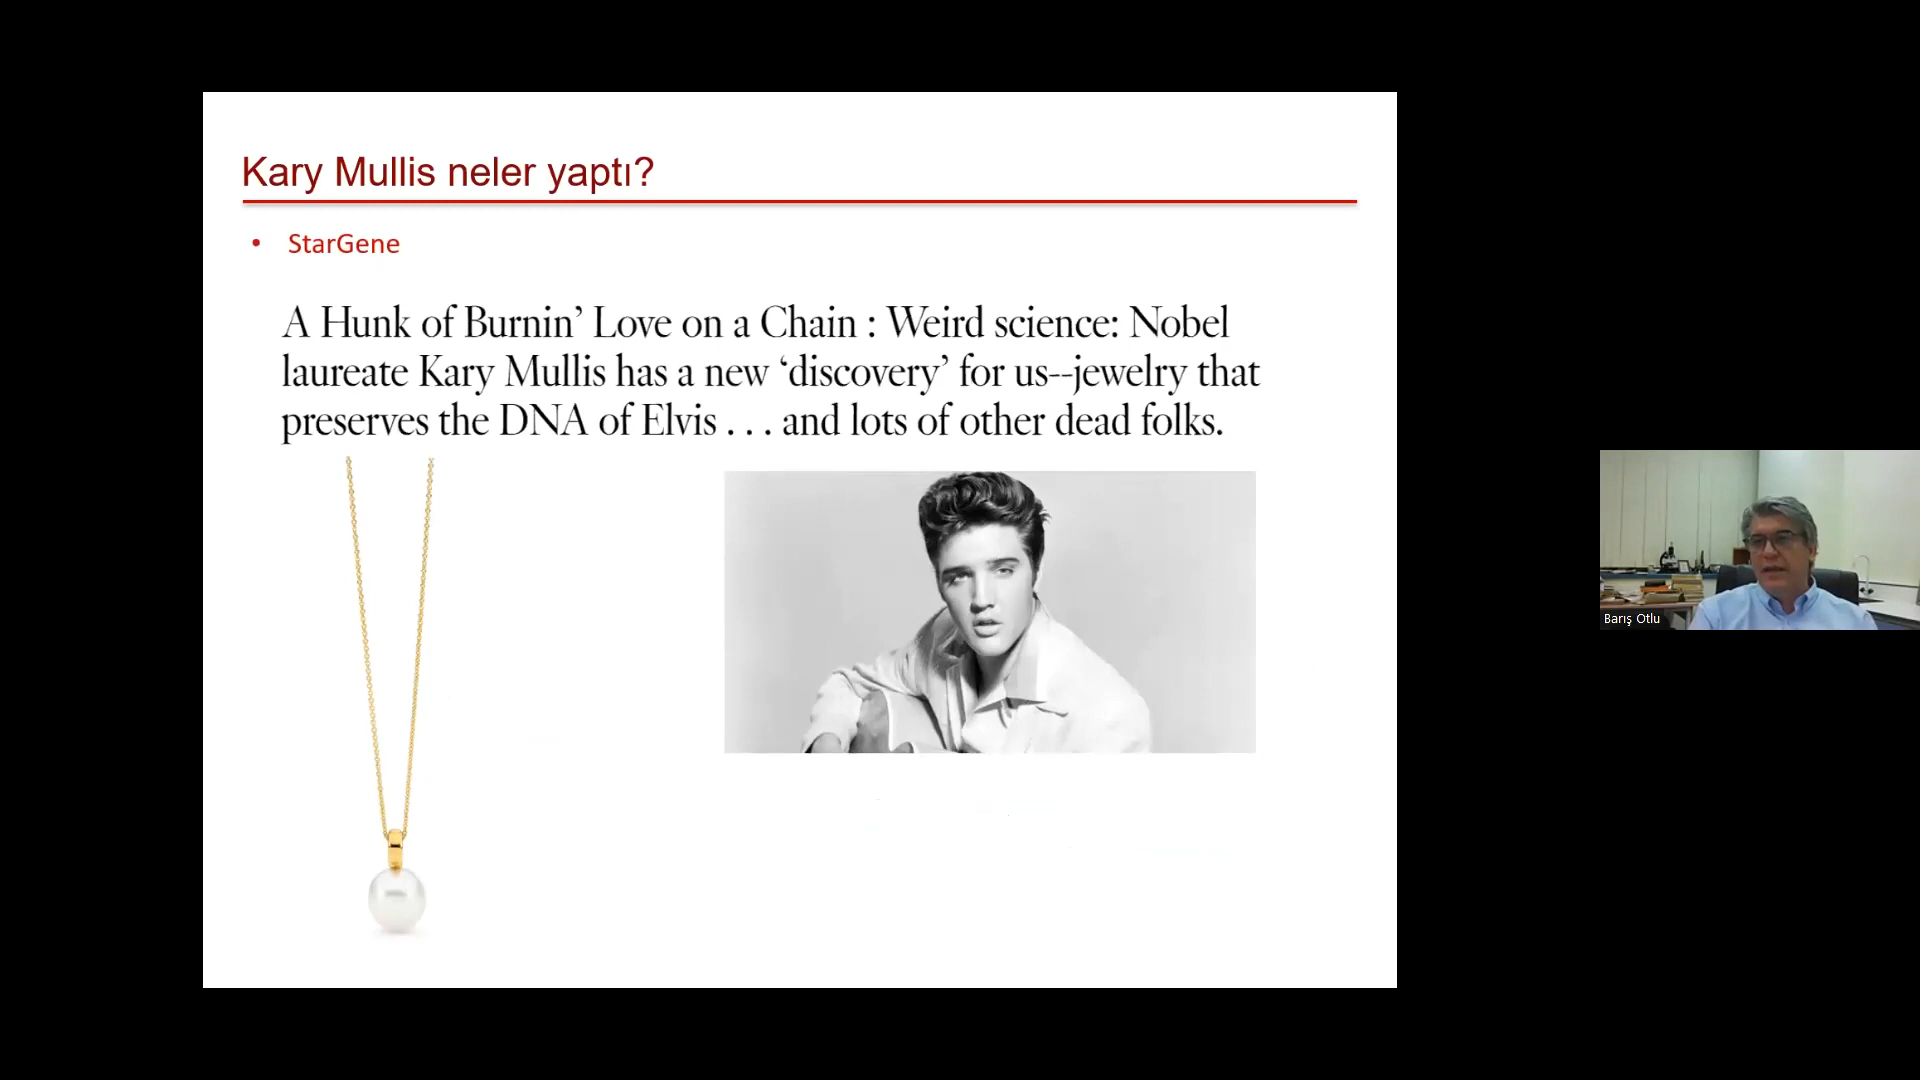 Kary Mullis neler yaptı?
• StarGene
A Hunk of Burnin’ Love on a Chain : Weird science: Nobel
laureate Kary Mullis has a new ‘discovery’ for us--jewelry that
preserves the DNA of Elvis . . . and lots of other dead folks.
Barış Otlu